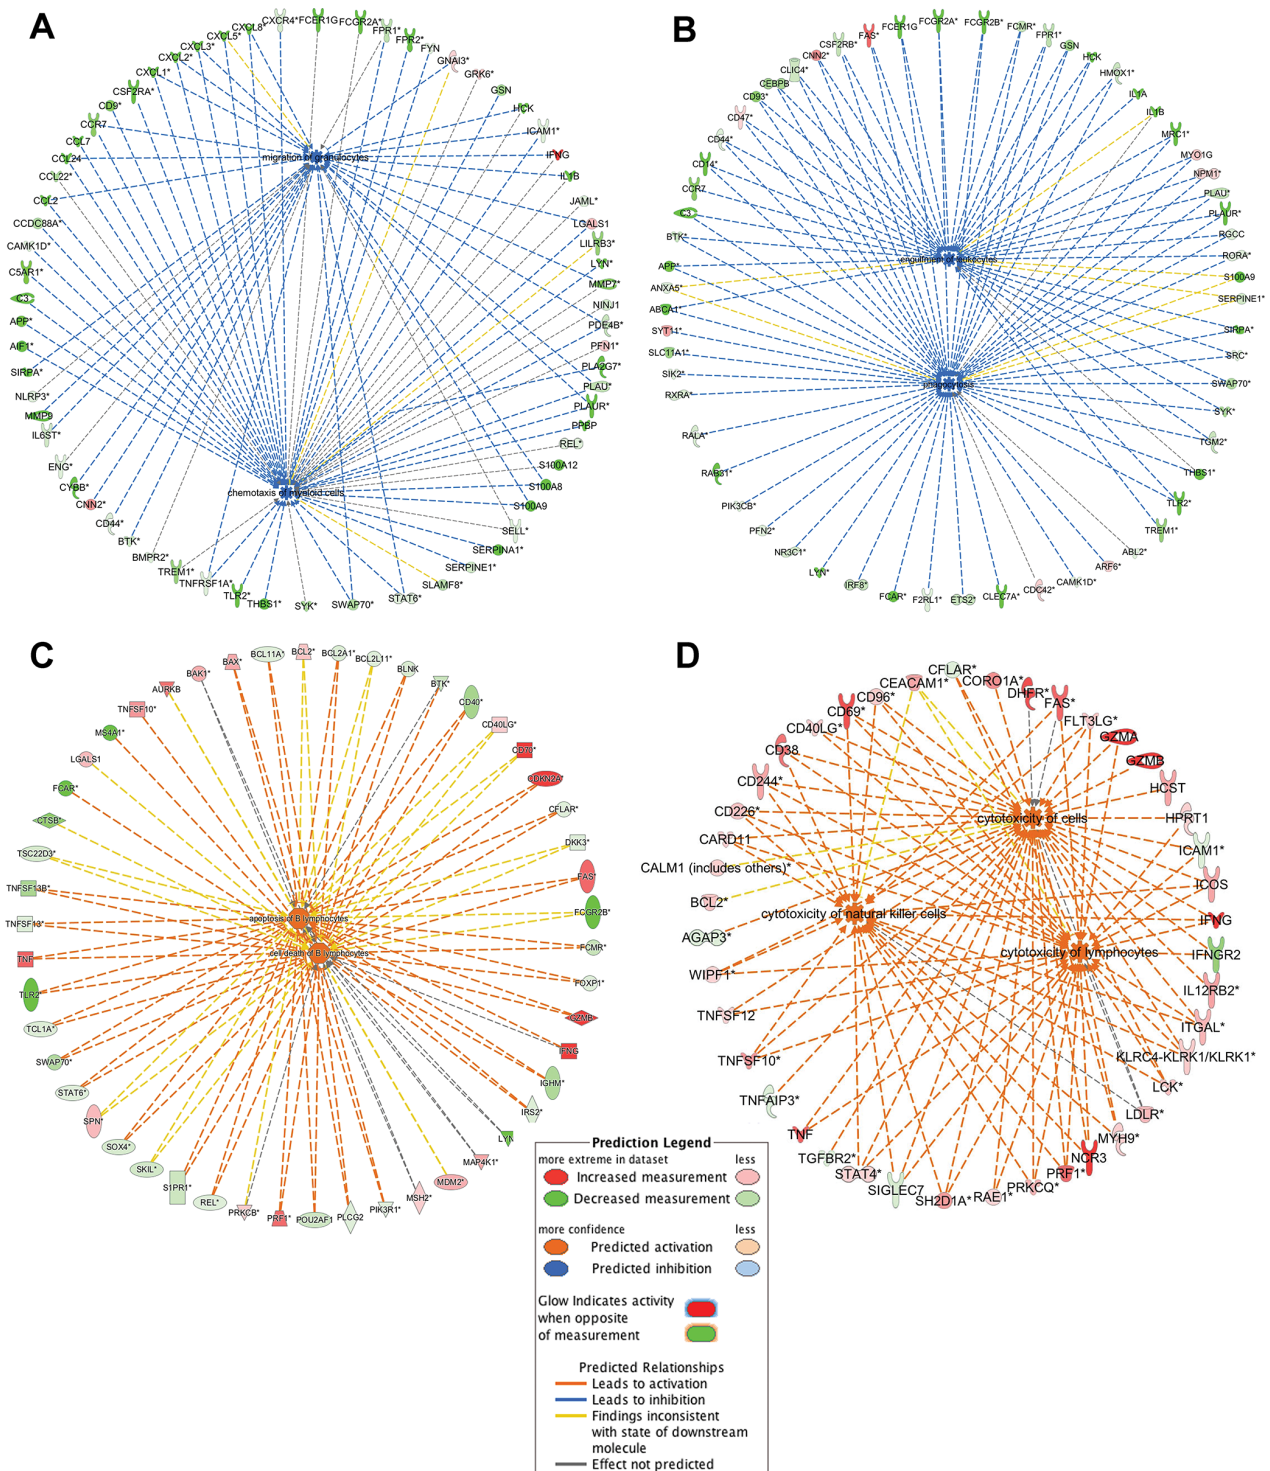 A
CXCL8*
CXCR4*
FCER1G
FCGR2A*
FPR1*
FPR2*
FYN
GNAI3*
GRK6*
GSN
HCK
ICAM1*
IFNG
IL1B
JAML*
LGALS1
LILRB3*
LYN*
MMP7*
NINJ1
PDE4B*
PFN1*
PLA2G7*
PLAU*
PLAUR*
PPBP
REL*
S100A12
S100A8
S100A9
SELL*
SERPINA1*
SERPINE1*
SLAMF8*
STAT6*
SWAP70*
SYK*
THBS1*
TLR2*
TNFRSF1A*
TREM1*
BMPR2*
BTK*
CD44*
CNN2*
CYBB*
ENG*
IL6ST*
MMP9
NLRP3*
SIRPA*
AIF1*
APP*
C3
C5AR1*
CAMK1D*
CCDC88A*
CCL2
CCL22*
CCL24
CCL7
CCR7
CD9*
CSF2RA*
CXCL1*
CXCL2*
CXCL3*
CXCL5*
migration of granulocytes
chemotaxis of myeloid cells
B
FAS*
FCER1G
FCGR2A*
FCGR2B*
FCMR*
FPR1*
GSN
HCK
HMOX1*
IL1A
IL1B
MRC1*
MYO1G
NPM1*
PLAU*
PLAUR*
RGCC
RORA*
S100A9
SERPINE1*
SIRPA*
SRC*
SWAP70*
SYK*
TGM2*
THBS1*
TLR2*
TREM1*
ABL2*
ARF6*
CAMK1D*
CDC42*
CLEC7A*
ETS2*
F2RL1*
FCAR*
IRF8*
LYN*
NR3C1*
PFN2*
PIK3CB*
RAB31*
RALA*
RXRA*
SIK2*
SLC11A1*
SYT11*
ABCA1
ANXA5*
APP*
BTK*
C3
CCR7
CD14*
CD44*
CD47*
CD93*
CEBPB
CLIC4*
CNN2*
CSF2RB*
engulfment of leukocytes
phagocytosis
C
BCL11A*
BCL2*
BCL2A1*
BCL2L11*
BLNK
BTK*
CD40*
CD40LG*
CD70*
CDKN2A*
CFLAR*
DKK3*
FAS*
FCGR2B*
FCMR*
FOXP1*
GZMB
IFNG
IGHM*
IRS2*
LYN
MAP4K1*
MDM2*
MSH2*
PIK3R1*
PLCG2
POU2AF1
PRF1*
PRKCB*
REL*
S1PR1*
SKIL*
SOX4*
SPN*
STAT6*
SWAP70*
TCL1A*
TLR2*
TNF
TNFSF13*
TNFSF13B*
TSC22D3*
CTSB*
FCAR*
LGALS1
MS4A1*
TNFSF10*
AURKB
BAK1*
BAX*
apoptosis of B lymphocytes
cell death of B lymphocytes
D
CFLAR*
CORO1A*
DHFR*
FAS*
FLT3LG*
GZMA
GZMB
HCST
HPRT1
ICAM1*
ICOS
IFNG
IFNGR2
IL12RB2*
ITGAL*
KLRC4-KLRK1/KLRK1*
LCK*
LDLR*
MYH9*
NCR3
PRF1*
PRKCQ*
RAE1*
SH2D1A*
SIGLEC7
STAT4*
TGFBR2*
TNF
TNFAIP3*
TNFSF10*
TNFSF12
WIPF1*
AGAP3*
BCL2*
CALM1 (includes others)*
CARD11
CD226*
CD244*
CD38
CD40LG*
CD69*
CD96*
CEACAM1*
cytotoxicity of cells
cytotoxicity of natural killer cells
cytotoxicity of lymphocytes
Prediction Legend
more extreme in dataset less
Increased measurement
Decreased measurement
more confidence less
Predicted activation
Predicted inhibition
Glow Indicates activity
when opposite
of measurement
Predicted Relationships
Leads to activation
Leads to inhibition
Findings inconsistent
with state of downstream
molecule
Effect not predicted